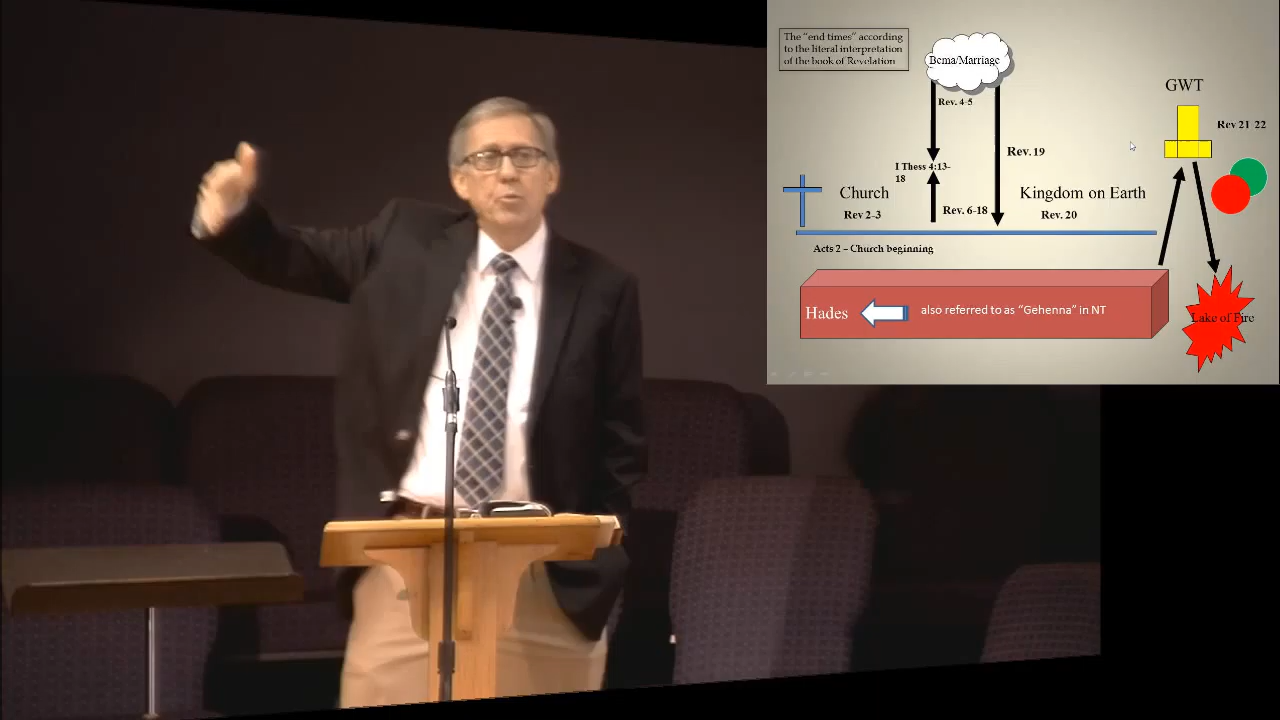 The "end times" according
to the literal interpretation
of the book of Revelation
Bema/Marriage
GWT
Rev. 4-5
Rev 21-22
Rev. 19
I Thess 4:13-
18
Church
Kingdom on Earth
Rev 2-3
Rev. 6-18
Rev. 20
Acts 2 – Church beginning
Hades
also referred to as "Gehenna" in NT
Lake of Fire